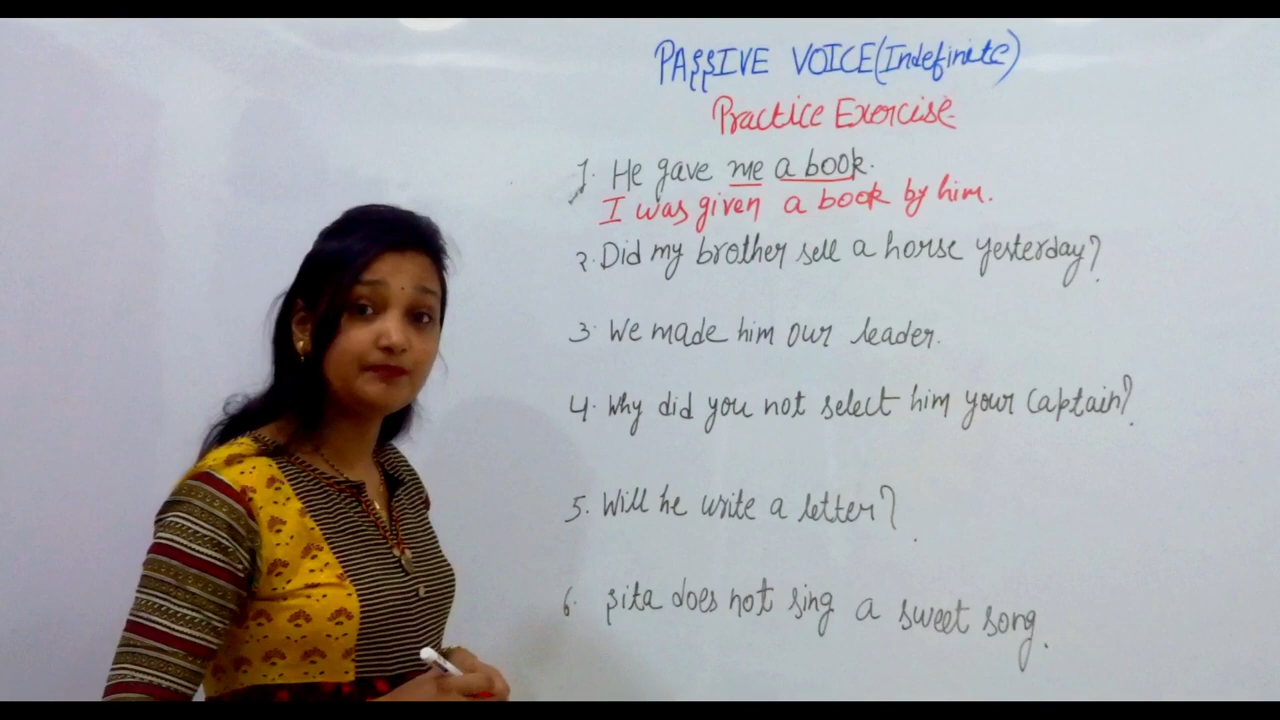 PASSIVE VOICE (Indefinite)
Practice Exercise
1. He gave me a book.
I was given a book by him.
2. Did my brother sell a horse yesterday?
3. We made him our leader.
4. Why did you not select him your Captain?
5. Will he write a letter?
6. Sita does not sing a sweet song.